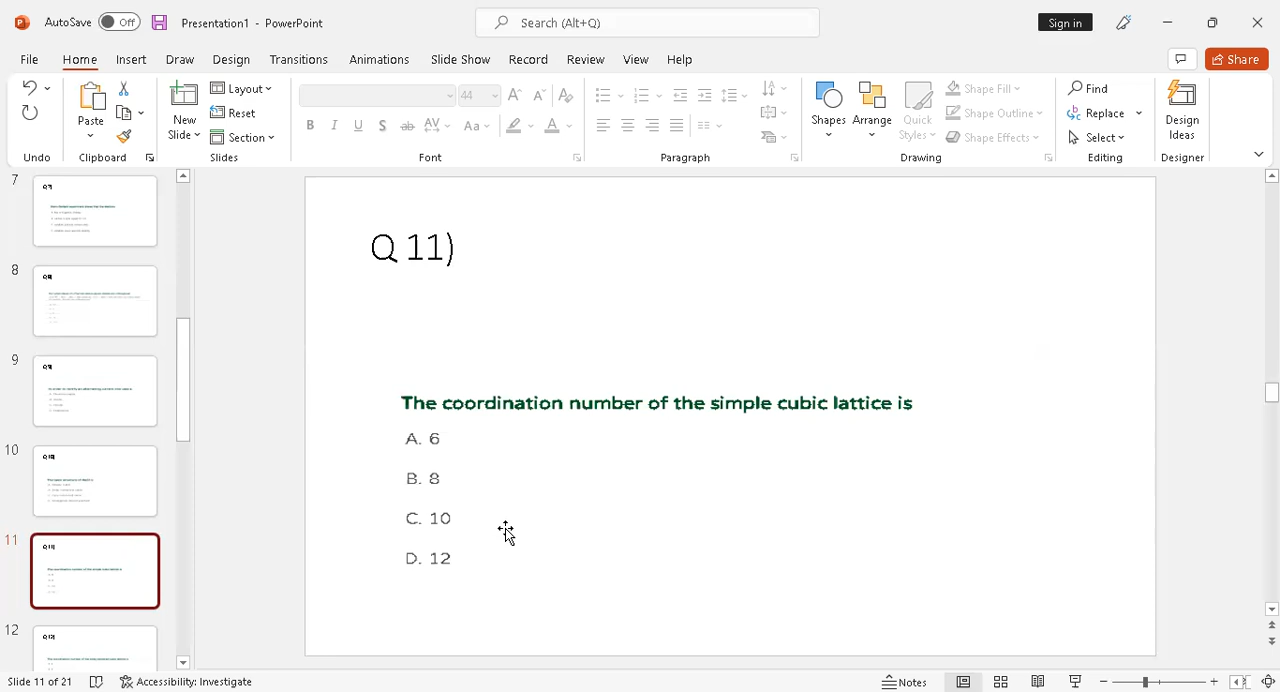 AutoSave Off Presentation1 - PowerPoint Search (Alt+Q) Sign in
File Home Insert Draw Design Transitions Animations Slide Show Record Review View Help Share
Undo
Paste
Clipboard
New Slide
Layout
Reset
Section
Slides
44
B I U S ab AV Aa A
Font
Paragraph
Shapes Arrange Quick Styles
Shape Fill
Shape Outline
Shape Effects
Drawing
Find
Replace
Select
Editing
Design Ideas
Designer
7
8
9
10
11
12
Q 11)
The coordination number of the simple cubic lattice is
A. 6
B. 8
C. 10
D. 12
Slide 11 of 21 Accessibility: Investigate Notes